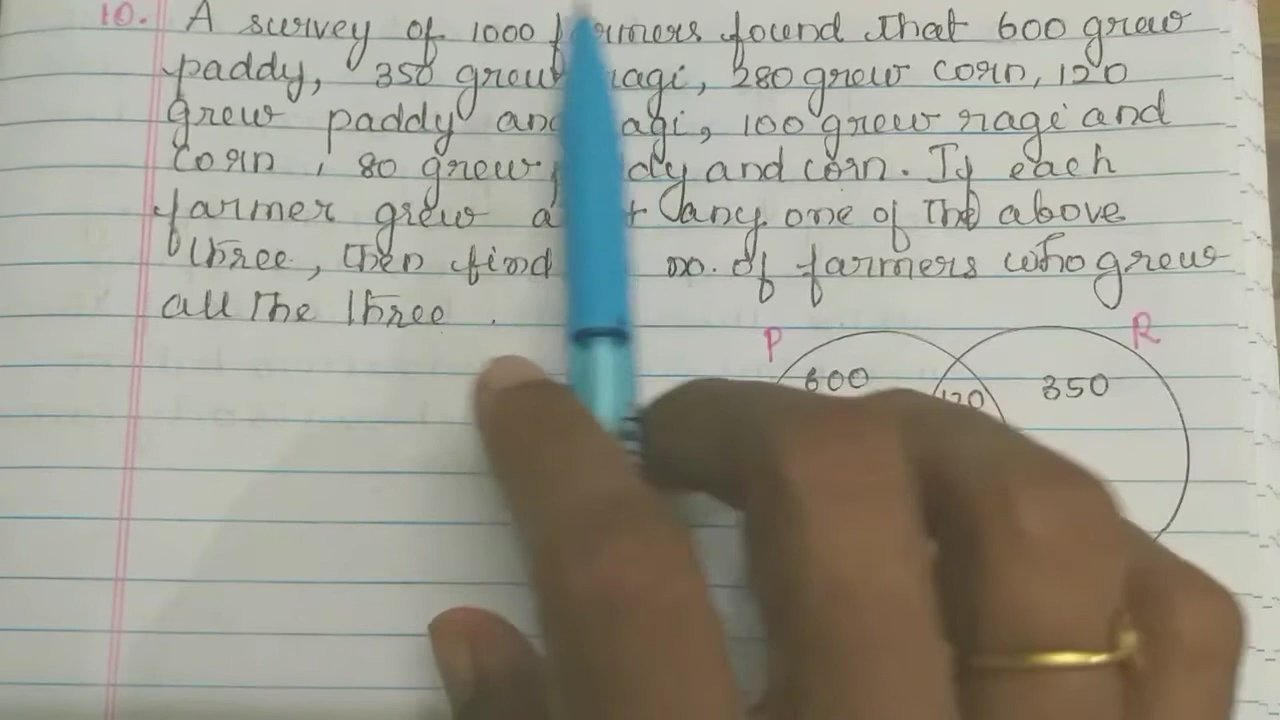 10. A survey of 1000 farmers found that 600 grew
paddy, 350 grew ragi, 280 grew corn, 120
grew paddy and ragi, 100 grew ragi and
corn, 80 grew and corn. If each
farmer grew any one of the above
three, then find no. of farmers who grew
all the three.
P R
600 120 350